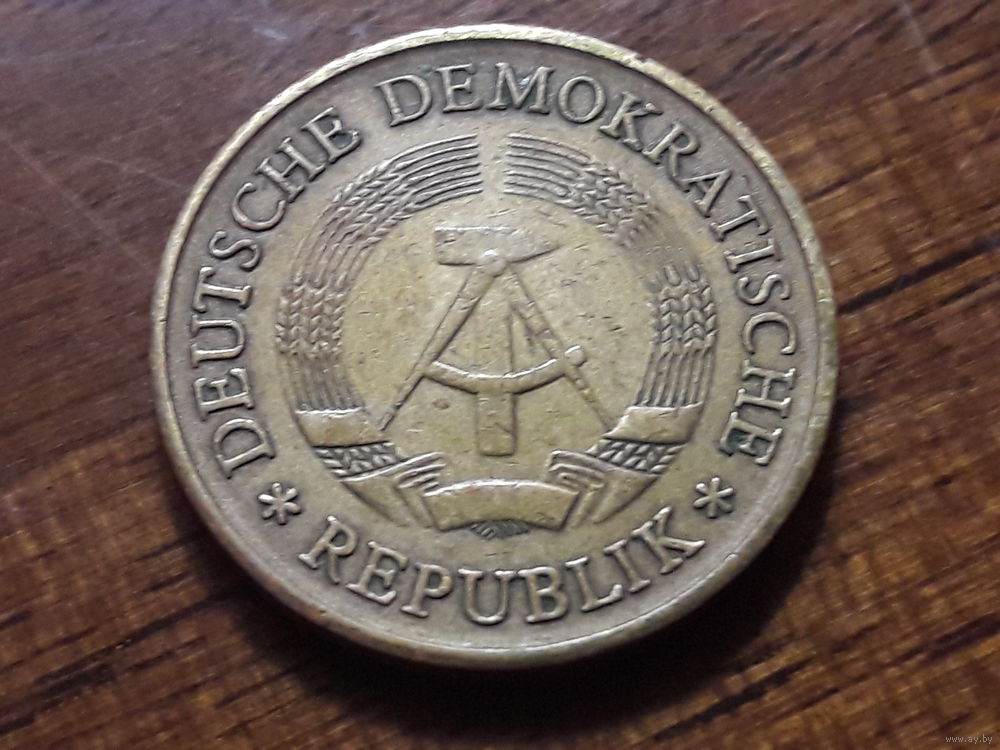 DEUTSCHE DEMOKRATISCHE
* REPUBLIK *
www.ay.by